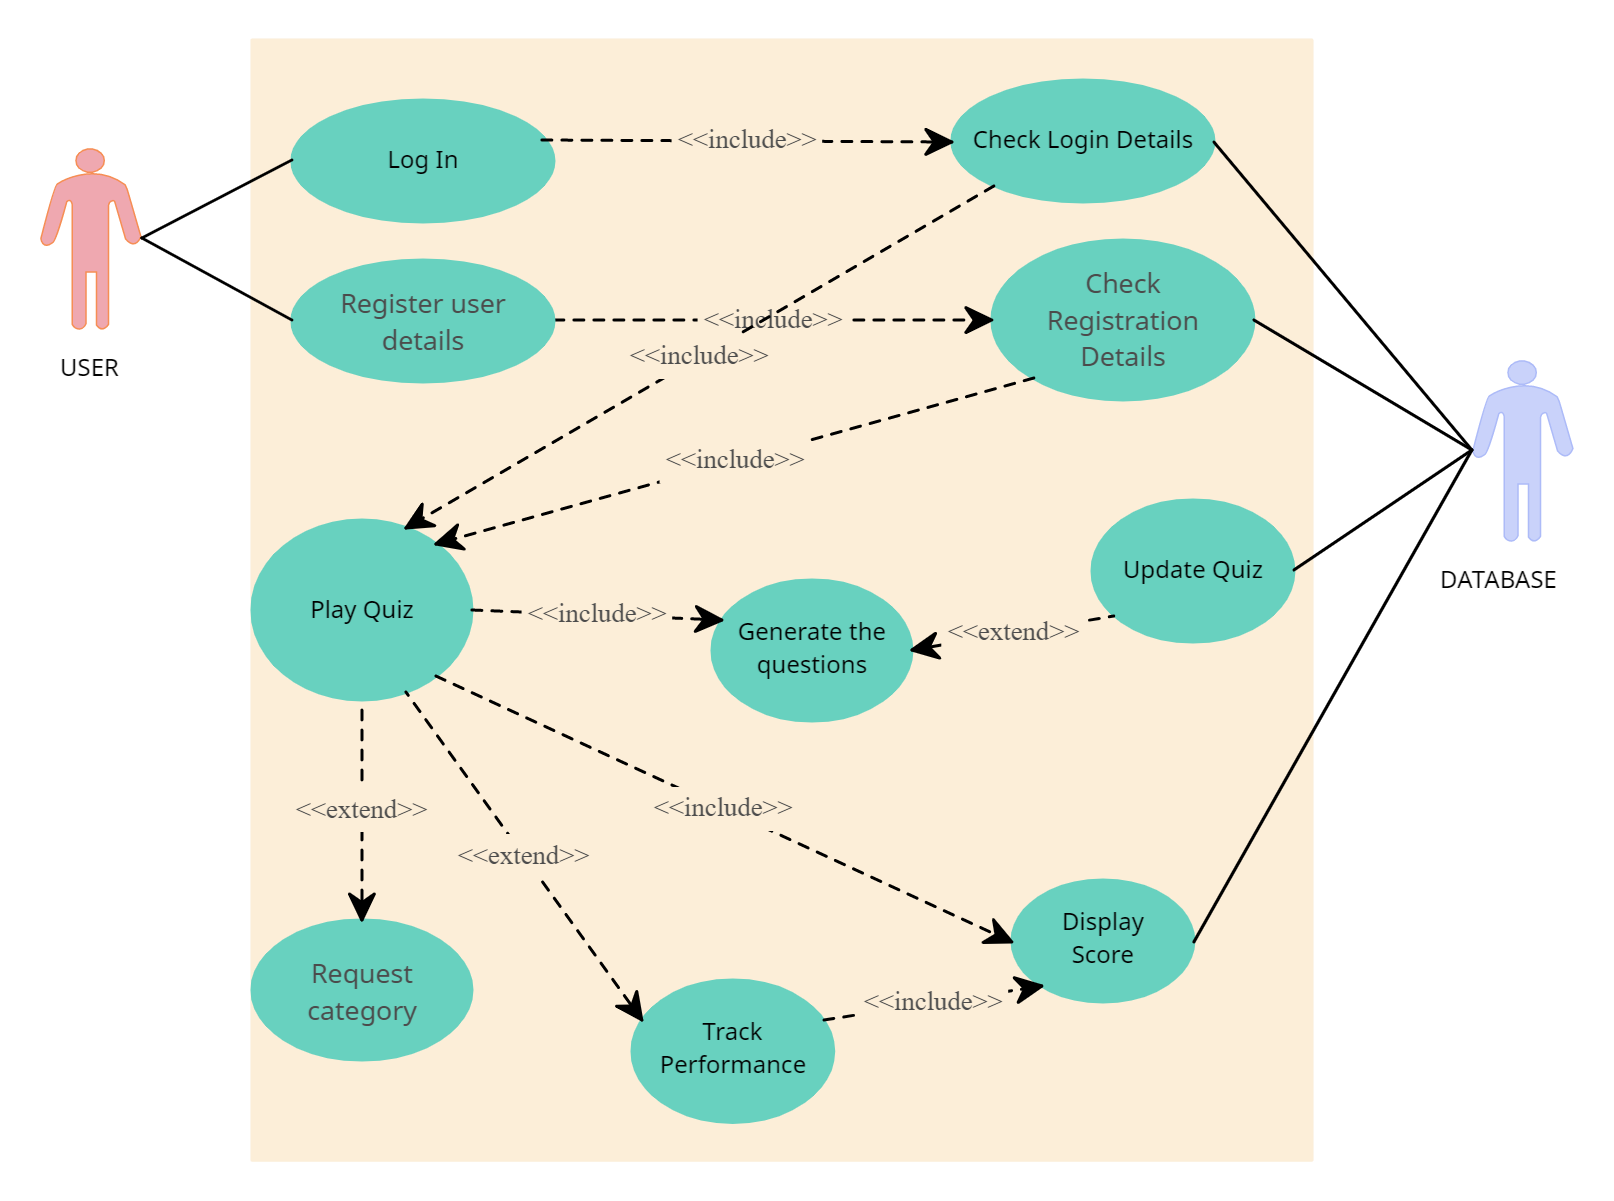 Log In
<<include>>
Check Login Details
USER
Register user
details
<<include>>
Check
Registration
Details
<<include>>
<<include>>
DATABASE
Play Quiz
<<include>>
Generate the
questions
<<extend>>
Update Quiz
<<extend>>
<<extend>>
<<include>>
Request
category
Track
Performance
<<include>>
Display
Score